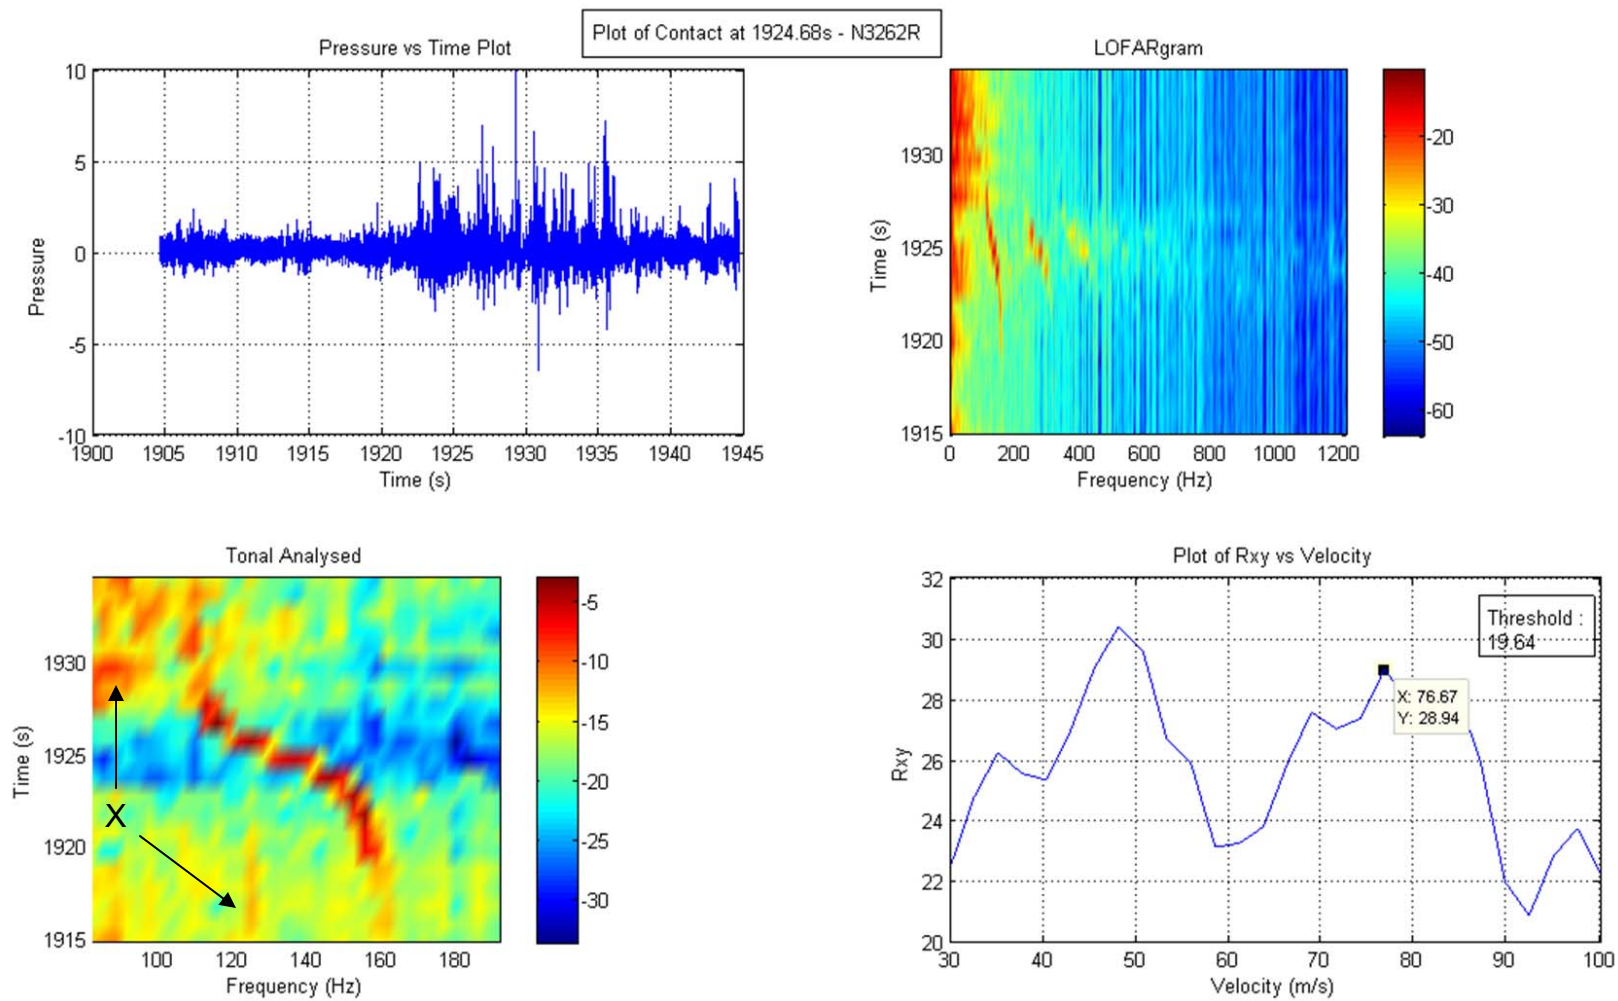 Plot of Contact at 1924.68s - N3262R
Pressure vs Time Plot
10
5
0
-5
-10
Pressure
1900 1905 1910 1915 1920 1925 1930 1935 1940 1945
Time (s)
LOFARgram
1930
1925
1920
1915
Time (s)
0 200 400 600 800 1000 1200
Frequency (Hz)
-20
-30
-40
-50
-60
Tonal Analysed
1930
1925
1920
1915
Time (s)
X
100 120 140 160 180
Frequency (Hz)
-5
-10
-15
-20
-25
-30
Plot of Rxy vs Velocity
32
30
28
26
24
22
20
Rxy
Threshold :
19.64
X: 76.67
Y: 28.94
30 40 50 60 70 80 90 100
Velocity (m/s)